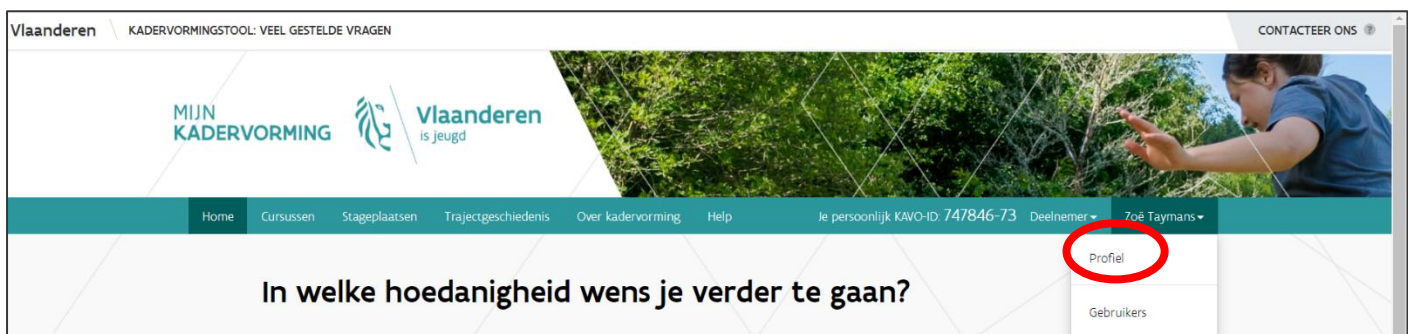 Vlaanderen KADERVORMINGSTOOL: VEEL GESTELDE VRAGEN CONTACTEER ONS ?
MIJN
KADERVORMING
Vlaanderen
is jeugd
Home Cursussen Stageplaatsen Trajectgeschiedenis Over kadervorming Help Je persoonlijk KAVO-ID: 747846-73 Deelnemer Zoë Taymans
Profiel
In welke hoedanigheid wens je verder te gaan?
Gebruikers